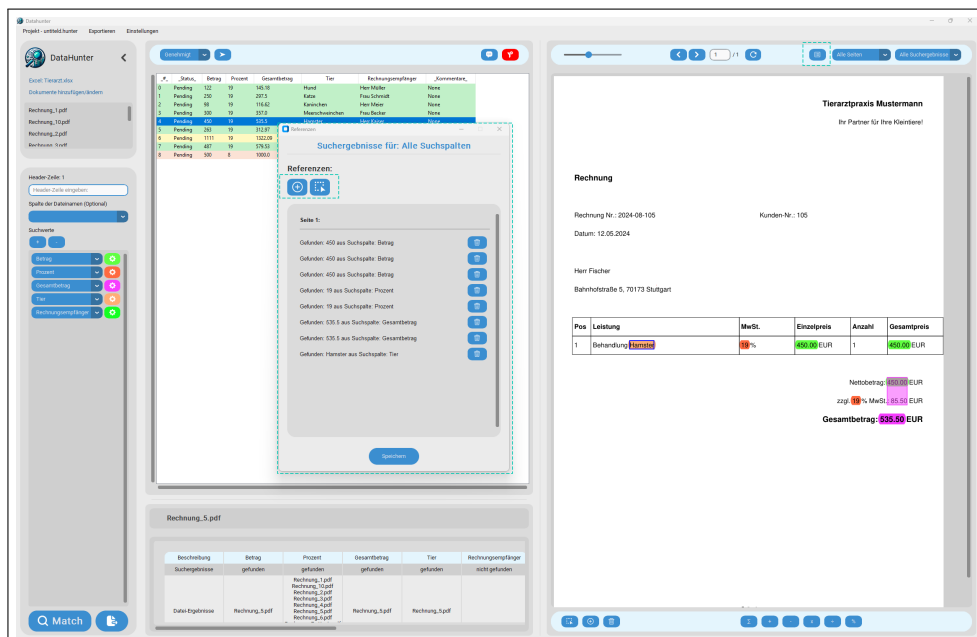 DataHunter
Projekt - untitled.hunter Exportieren Einstellungen
DataHunter
Excel: Tierarzt.xlsx
Dokumente hinzufügen/ändern
Rechnung_1.pdf
Rechnung_10.pdf
Rechnung_2.pdf
Rechnung_3.pdf
Header-Zeile: 1
Header-Zeile eingeben:
Spalte der Dateinamen (Optional)
Suchwerte
+ -
Betrag
Prozent
Gesamtbetrag
Tier
Rechnungsempfänger
Match
Genehmigt
_#_ _Status_ Betrag Prozent Gesamtbetrag Tier Rechnungsempfänger _Kommentare_
0 Pending 122 19 145.18 Hund Herr Müller None
1 Pending 250 19 297.5 Katze Frau Schmidt None
2 Pending 98 19 116.62 Kaninchen Herr Meier None
3 Pending 300 19 357.0 Meerschweinchen Frau Becker None
4 Pending 450 19 535.5 Hamster Herr Kaiser None
5 Pending 263 19 312.97
6 Pending 1111 19 1322.09
7 Pending 487 19 579.53
8 Pending 500 0 1000.0
Referenzen
Suchergebnisse für: Alle Suchspalten
Referenzen:
Seite 1:
Gefunden: 450 aus Suchspalte: Betrag
Gefunden: 450 aus Suchspalte: Betrag
Gefunden: 450 aus Suchspalte: Betrag
Gefunden: 19 aus Suchspalte: Prozent
Gefunden: 19 aus Suchspalte: Prozent
Gefunden: 535.5 aus Suchspalte: Gesamtbetrag
Gefunden: 535.5 aus Suchspalte: Gesamtbetrag
Gefunden: Hamster aus Suchspalte: Tier
Speichern
Rechnung_5.pdf
Beschreibung Betrag Prozent Gesamtbetrag Tier Rechnungsempfänger
Suchergebnisse gefunden gefunden gefunden gefunden nicht gefunden
Rechnung_1.pdf
Rechnung_10.pdf
Rechnung_2.pdf
Rechnung_3.pdf
Rechnung_4.pdf
Datei-Ergebnisse Rechnung_5.pdf Rechnung_5.pdf Rechnung_5.pdf Rechnung_5.pdf
Rechnung_6.pdf
1 /1 Alle Seiten Alle Suchergebnisse
Tierarztpraxis Mustermann
Ihr Partner für Ihre Kleintiere!
Rechnung
Rechnung Nr.: 2024-08-105 Kunden-Nr.: 105
Datum: 12.05.2024
Herr Fischer
Bahnhofstraße 5, 70173 Stuttgart
Pos Leistung MwSt. Einzelpreis Anzahl Gesamtpreis
1 Behandlung Hamster 19 % 450.00 EUR 1 450.00 EUR
Nettobetrag: 450.00 EUR
zzgl. 19 % MwSt.: 85.50 EUR
Gesamtbetrag: 535.50 EUR